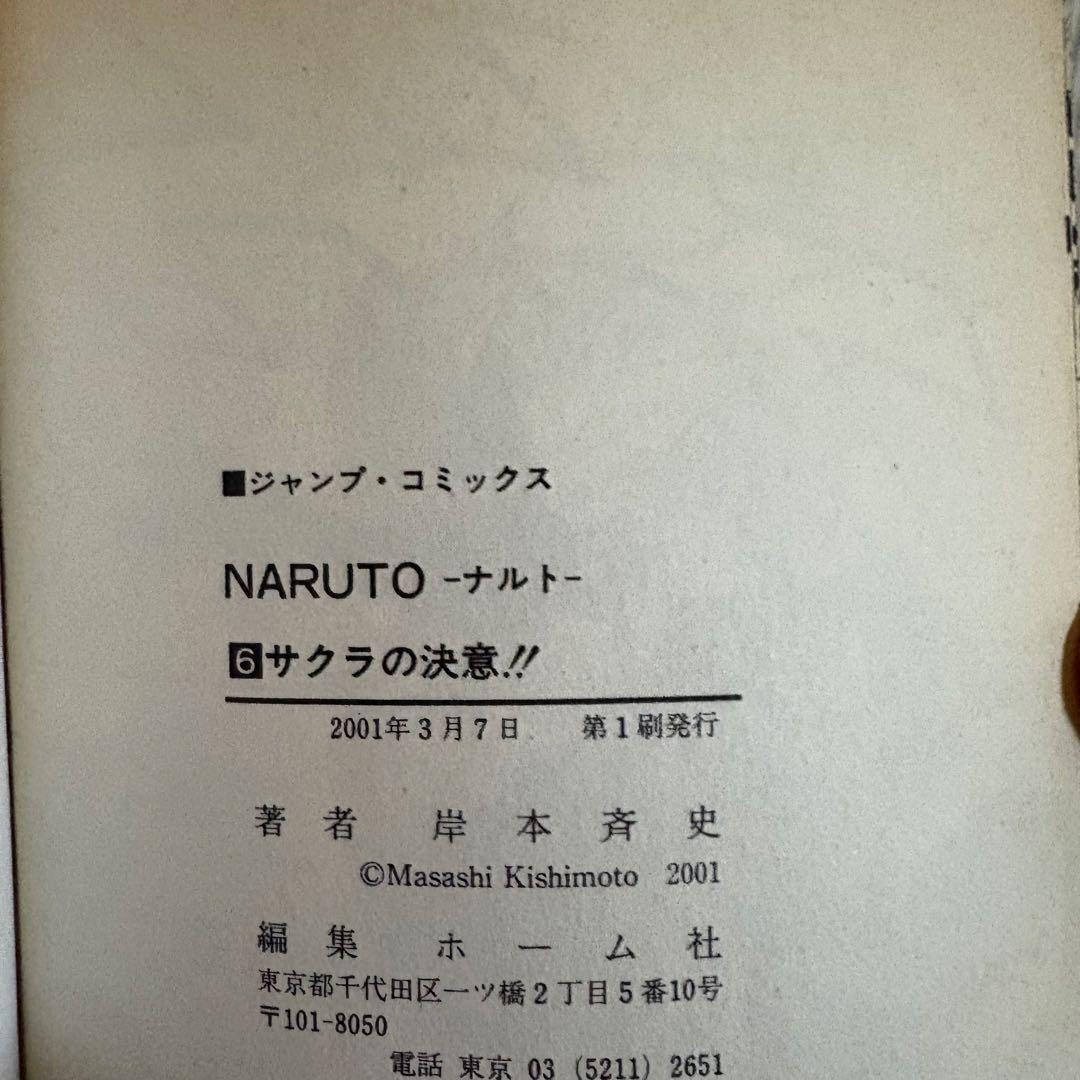 ■ジャンプ・コミックス
NARUTO -ナルト-
6サクラの決意!!
2001年3月7日 第1刷発行
著者 岸本斉史
©Masashi Kishimoto 2001
編集 ホーム社
東京都千代田区一ツ橋2丁目5番10号
〒101-8050
電話 東京 03 (5211) 2651